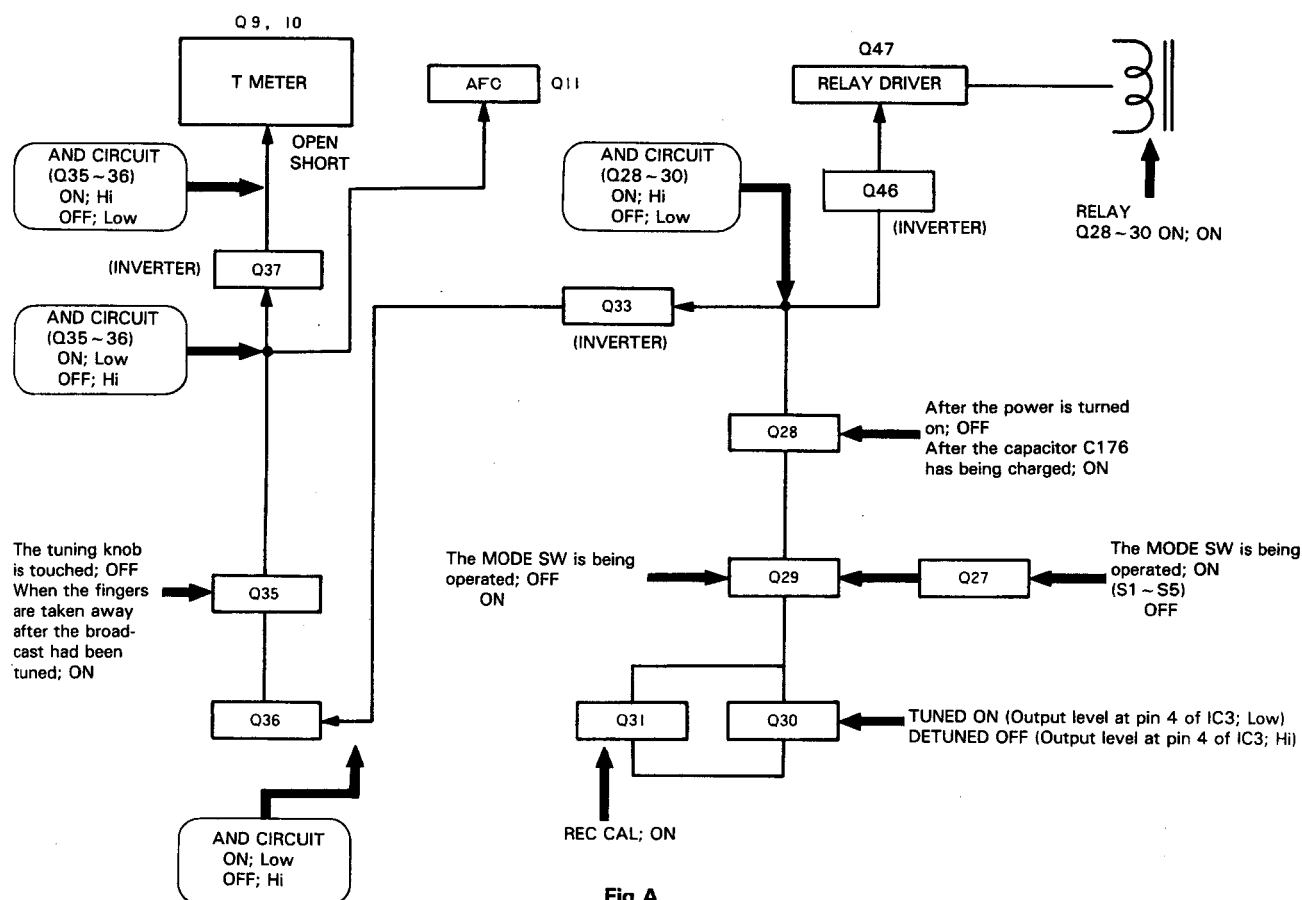 Q9, 10
T METER
AFC
Q11
OPEN
SHORT
AND CIRCUIT
(Q35~36)
ON; Hi
OFF; Low
(INVERTER)
Q37
AND CIRCUIT
(Q35~36)
ON; Low
OFF; Hi
Q47
RELAY DRIVER
AND CIRCUIT
(Q28~30)
ON; Hi
OFF; Low
Q46
(INVERTER)
RELAY
Q28~30 ON; ON
Q33
(INVERTER)
Q28
After the power is turned
on; OFF
After the capacitor C176
has being charged; ON
The tuning knob
is touched; OFF
When the fingers
are taken away
after the broad-
cast had been
tuned; ON
Q35
The MODE SW is being
operated; OFF
ON
Q29
Q27
The MODE SW is being
operated; ON
(S1~S5)
OFF
Q36
Q31
Q30
TUNED ON (Output level at pin 4 of IC3; Low)
DETUNED OFF (Output level at pin 4 of IC3; Hi)
REC CAL; ON
AND CIRCUIT
ON; Low
OFF; Hi
Fig A